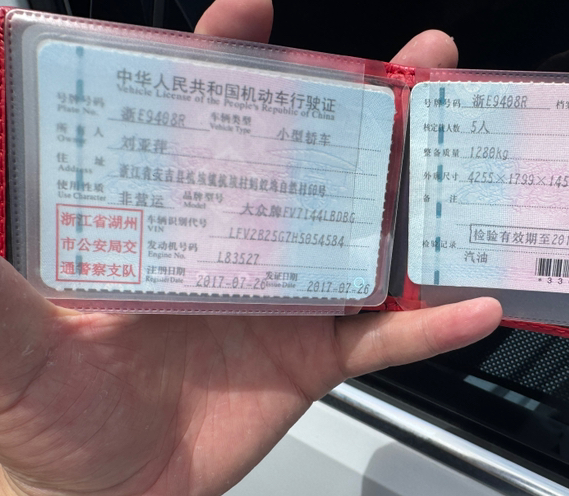 中华人民共和国机动车行驶证
Vehicle License of the People's Republic of China
号牌号码 浙E9408R 车辆类型 小型轿车
Plate No. Vehicle Type
所有人 刘亚萍
Owner
住址
Address
使用性质 非营运 品牌型号 大众牌FV7144LBDBG
Use Character Model
浙江省湖州
市公安局交
通警察支队
车辆识别代号 LFV2B25G7H5054584
VIN
发动机号码 L83527
Engine No.
注册日期 2017-07-26 发证日期 2017-07-26
Register Date Issue Date
号牌号码 浙E9408R
核定载人数 5人
整备质量 1280kg
外廓尺寸 4255×1799×145
备注
检验记录 检验有效期至201
汽油